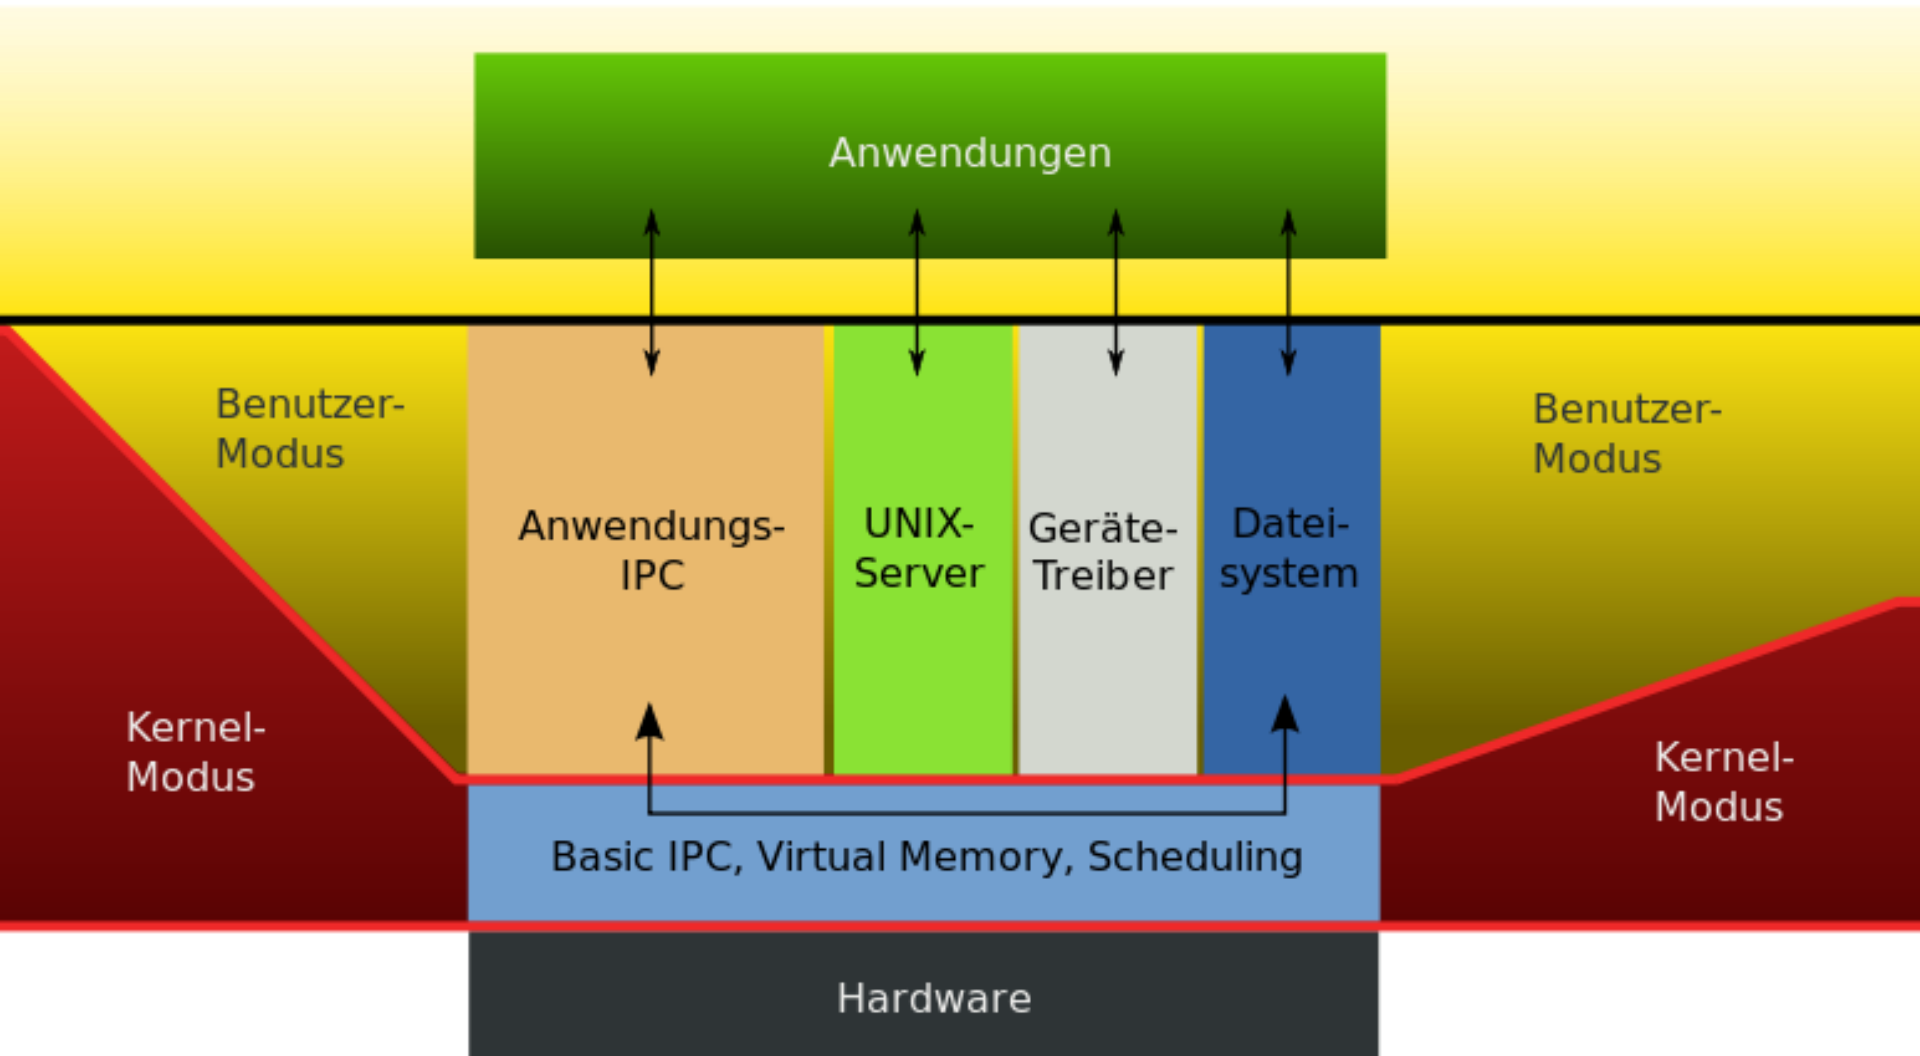 Anwendungen
Benutzer-
Modus
Kernel-
Modus
Anwendungs-
IPC
UNIX-
Server
Geräte-
Treiber
Datei-
system
Benutzer-
Modus
Kernel-
Modus
Basic IPC, Virtual Memory, Scheduling
Hardware